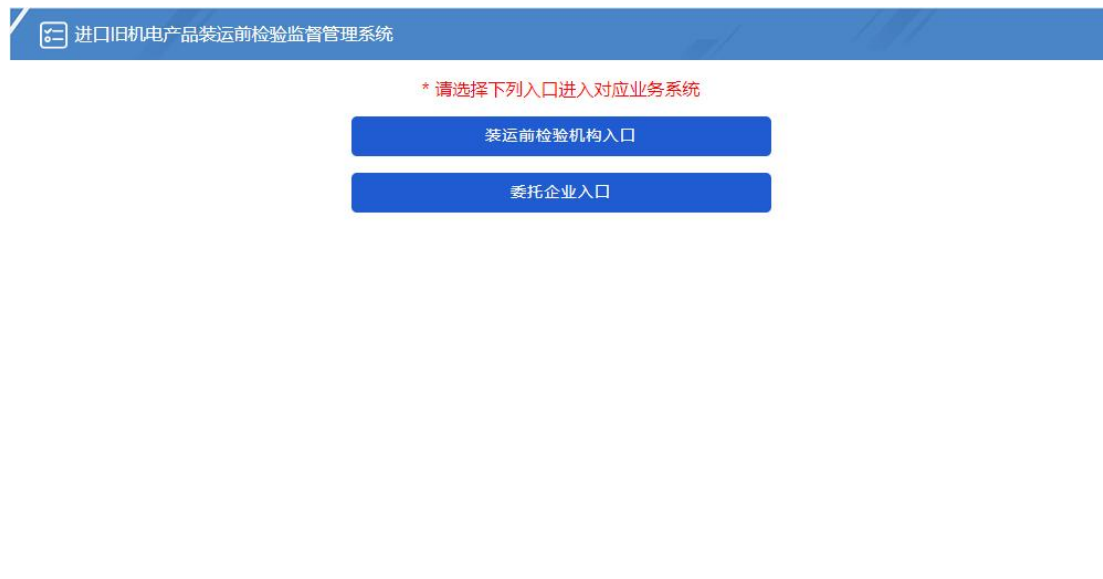 进口旧机电产品装运前检验监督管理系统
* 请选择下列入口进入对应业务系统
装运前检验机构入口
委托企业入口